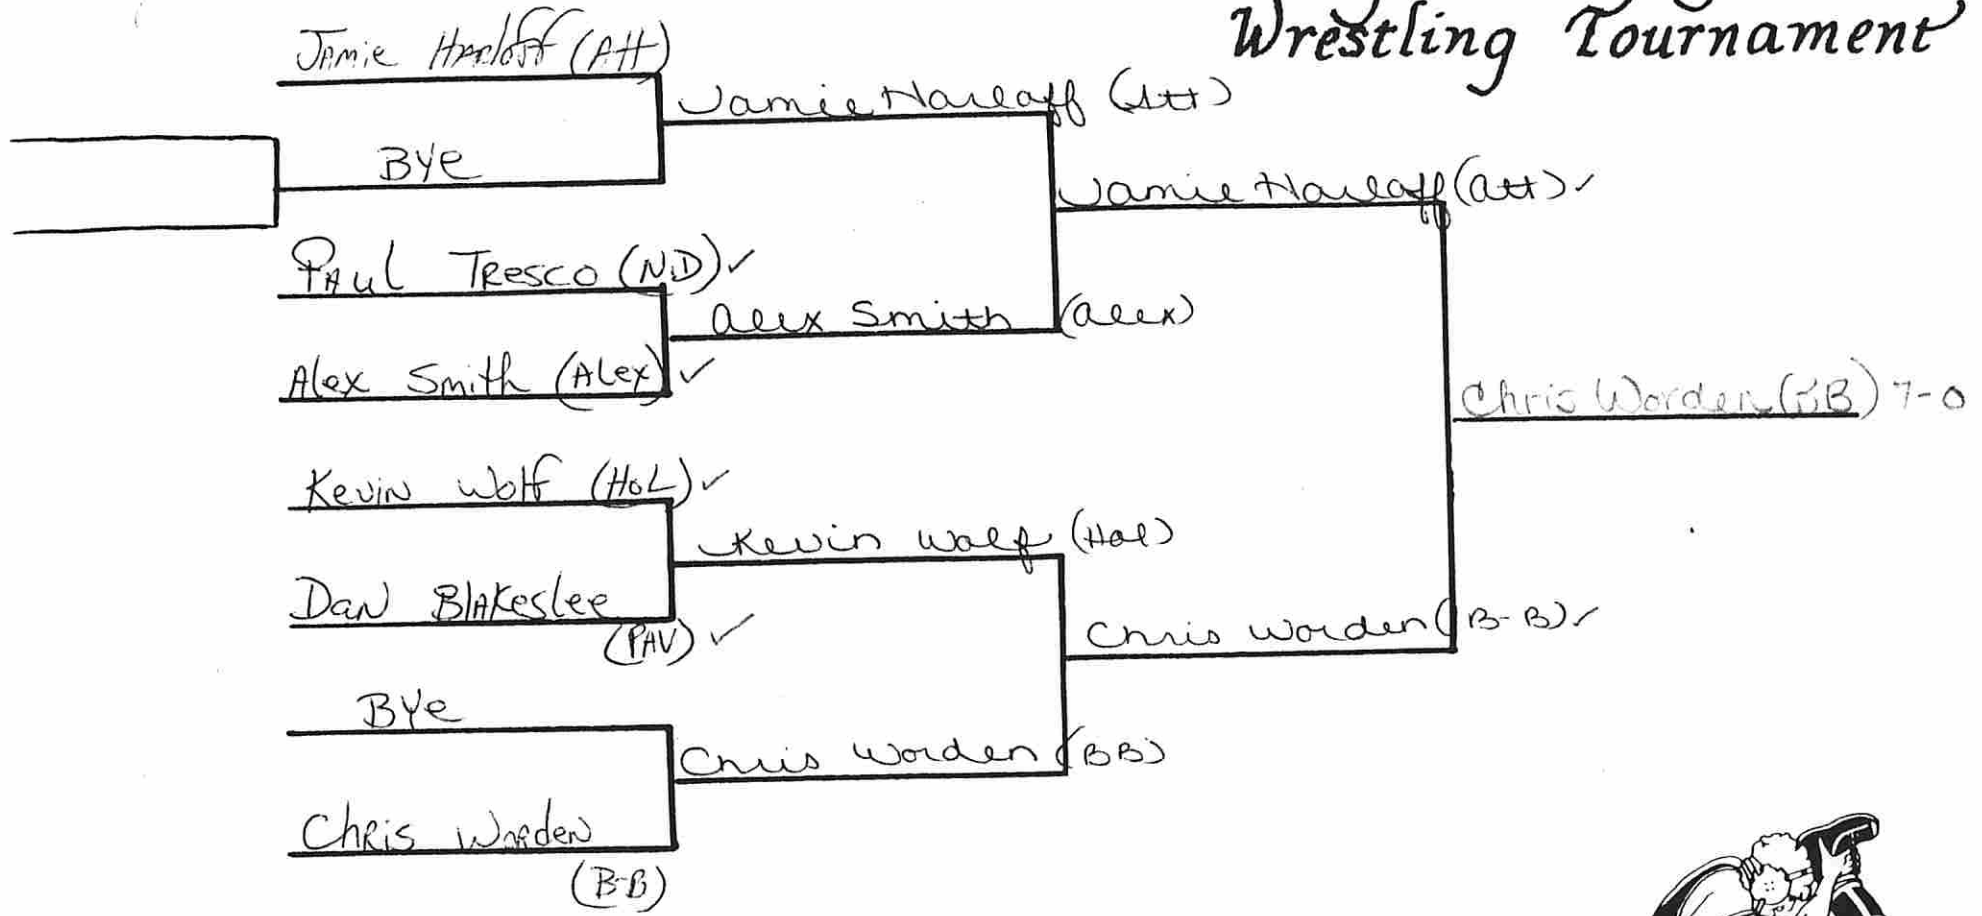 Wrestling Tournament
Jamie Harloff (Att)
Jamie Harloff (Att)
Bye
Jamie Harloff (Att) ✓
Paul Tresco (N.D) ✓
Alex Smith (Alex)
Alex Smith (Alex) ✓
Chris Worden (BB) 7-0
Kevin Wolf (HOL) ✓
Kevin Wolf (Hol)
Dan Blakeslee
(PAV) ✓
Chris Worden (B-B) ✓
Bye
Chris Worden (BB)
Chris Worden
(B-B)